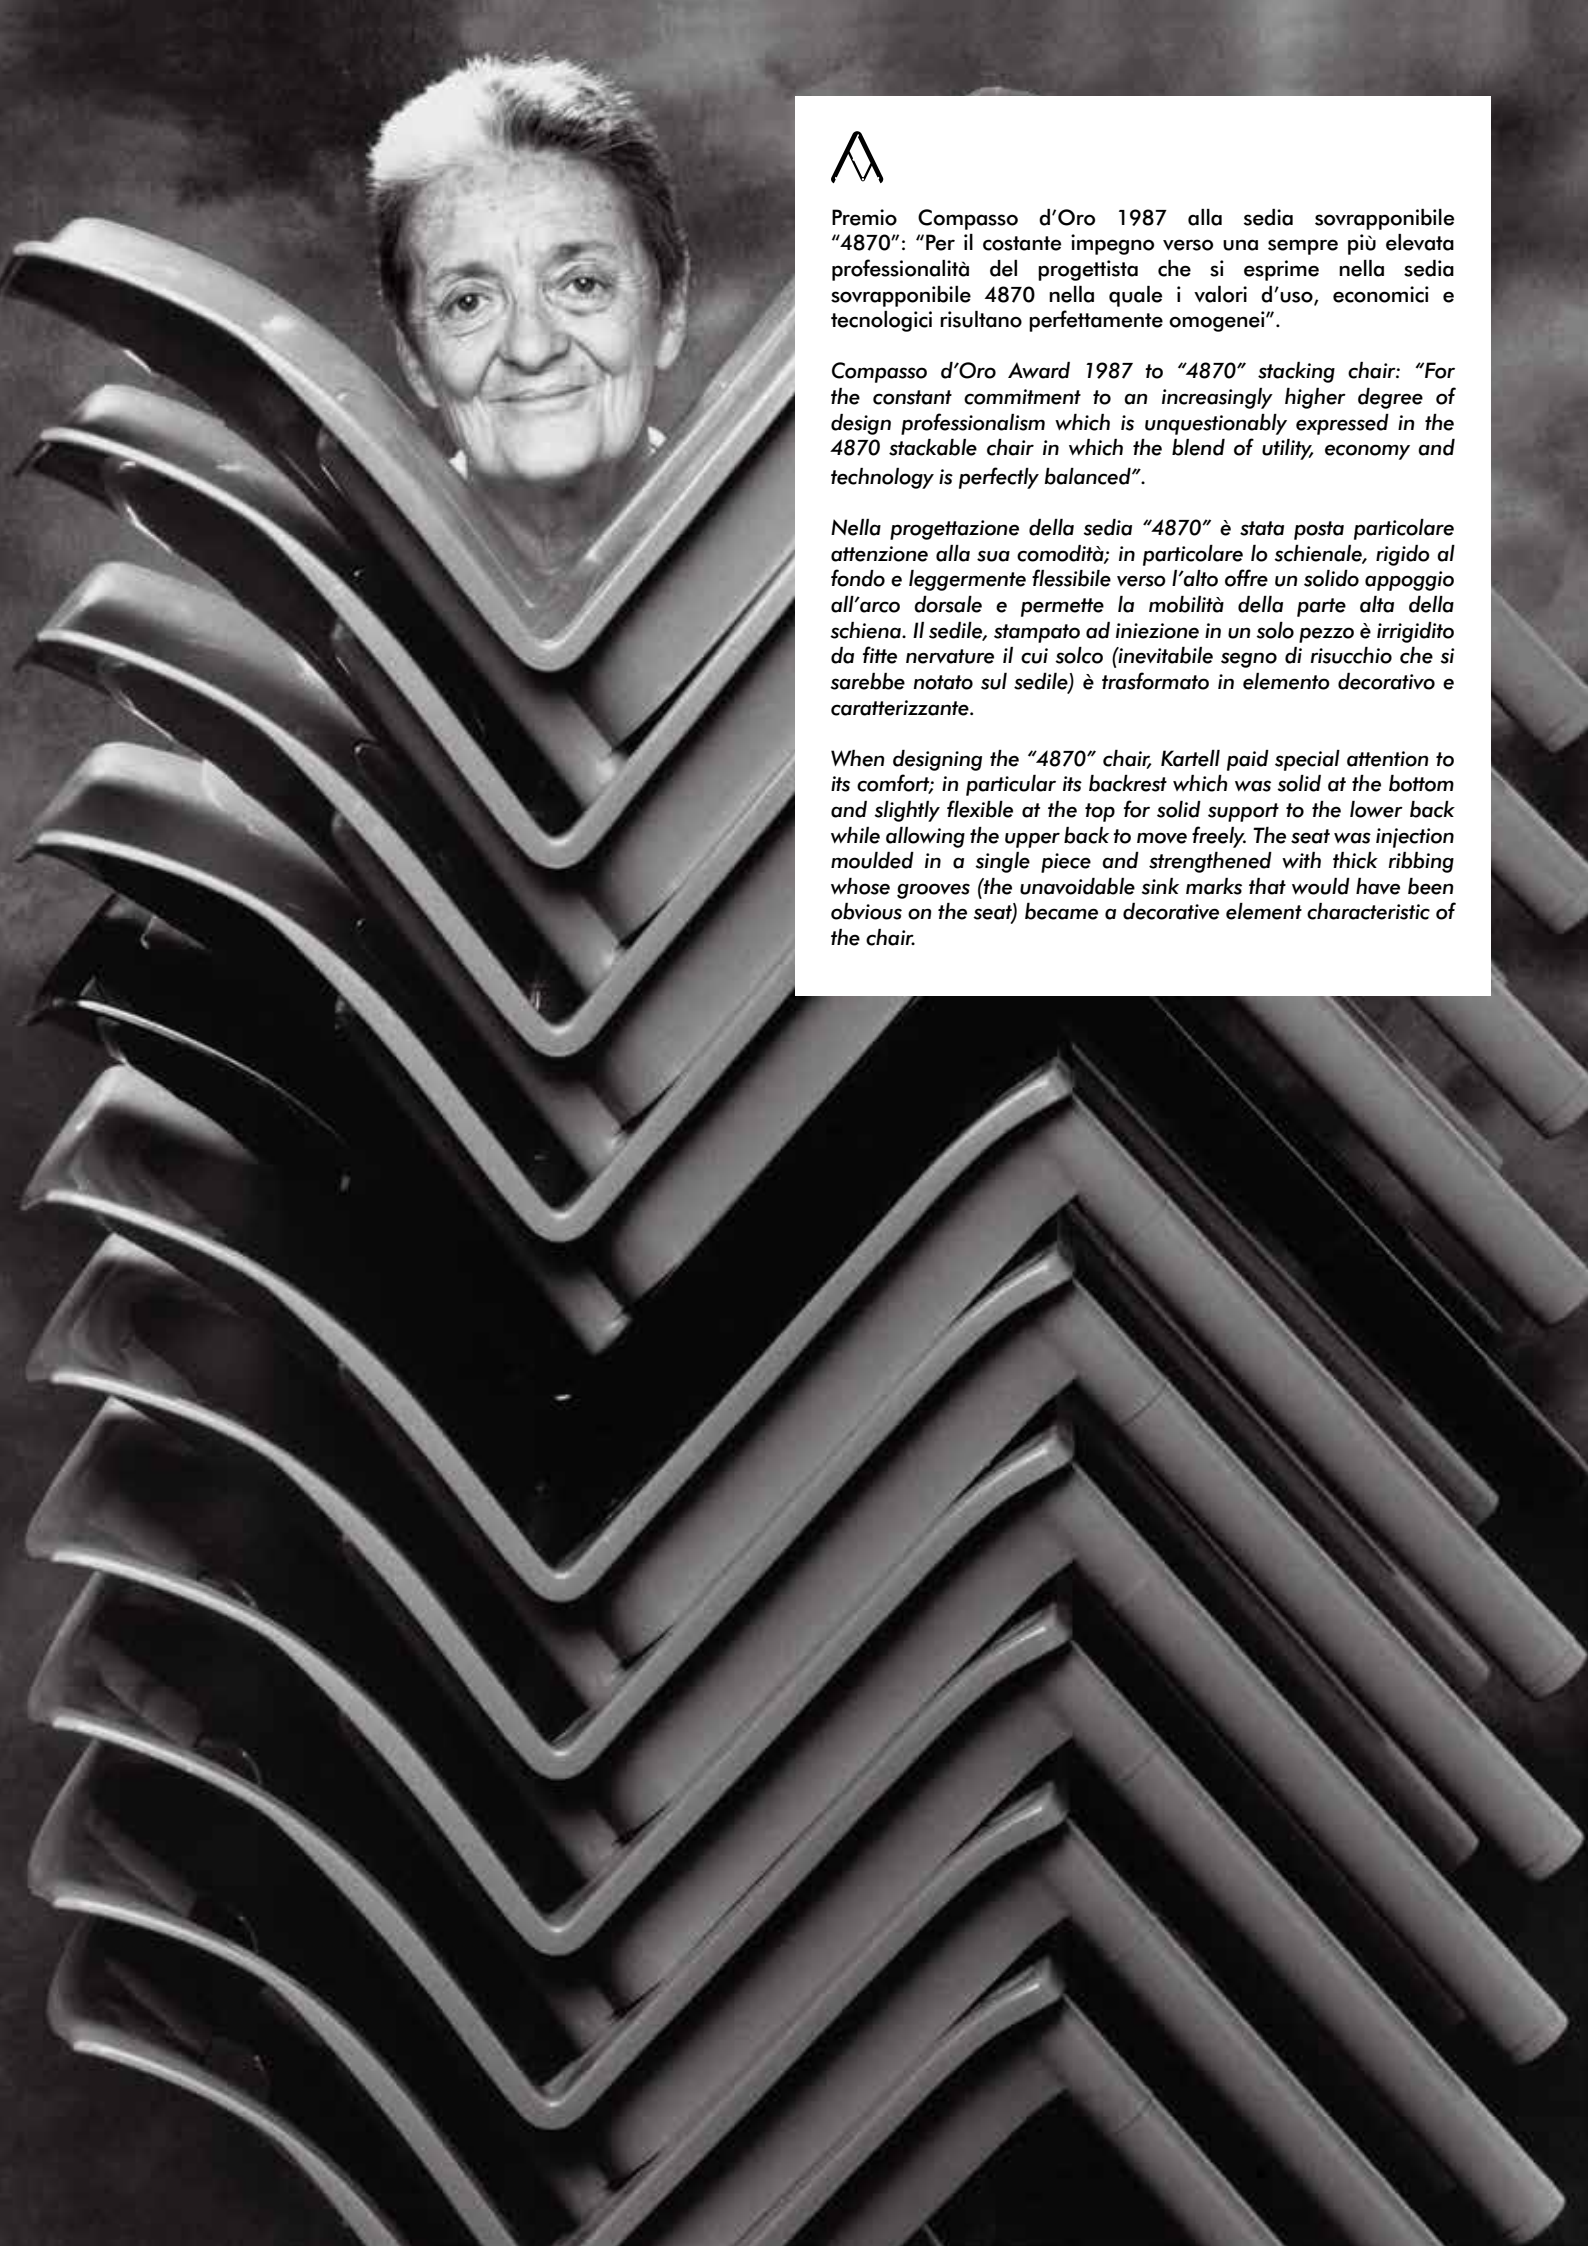 Premio Compasso d’Oro 1987 alla sedia sovrapponibile
“4870”: “Per il costante impegno verso una sempre più elevata
professionalità del progettista che si esprime nella sedia
sovrapponibile 4870 nella quale i valori d’uso, economici e
tecnologici risultano perfettamente omogenei”.
Compasso d’Oro Award 1987 to “4870” stacking chair: “For
the constant commitment to an increasingly higher degree of
design professionalism which is unquestionably expressed in the
4870 stackable chair in which the blend of utility, economy and
technology is perfectly balanced”.
Nella progettazione della sedia “4870” è stata posta particolare
attenzione alla sua comodità; in particolare lo schienale, rigido al
fondo e leggermente flessibile verso l’alto offre un solido appoggio
all’arco dorsale e permette la mobilità della parte alta della
schiena. Il sedile, stampato ad iniezione in un solo pezzo è irrigidito
da fitte nervature il cui solco (inevitabile segno di risucchio che si
sarebbe notato sul sedile) è trasformato in elemento decorativo e
caratterizzante.
When designing the “4870” chair, Kartell paid special attention to
its comfort; in particular its backrest which was solid at the bottom
and slightly flexible at the top for solid support to the lower back
while allowing the upper back to move freely. The seat was injection
moulded in a single piece and strengthened with thick ribbing
whose grooves (the unavoidable sink marks that would have been
obvious on the seat) became a decorative element characteristic of
the chair.